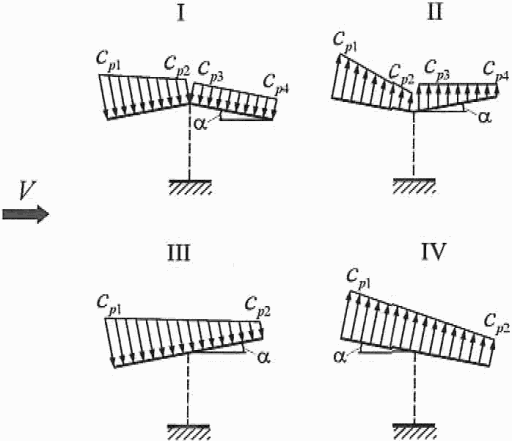 I II
C_p1 C_p2 C_p3 C_p4 C_p1 C_p2 C_p3 C_p4
α α
V
III IV
C_p1 C_p2 C_p1 C_p2
α α